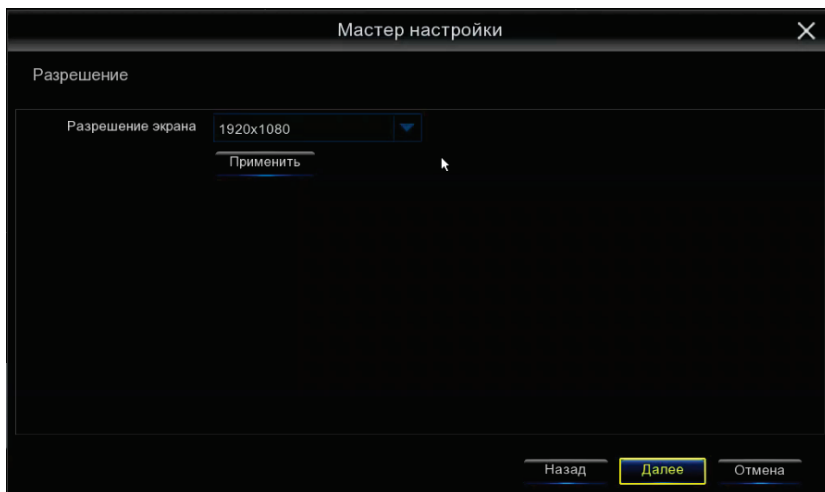 Мастер настройки
Разрешение
Разрешение экрана 1920x1080
Применить
Назад Далее Отмена